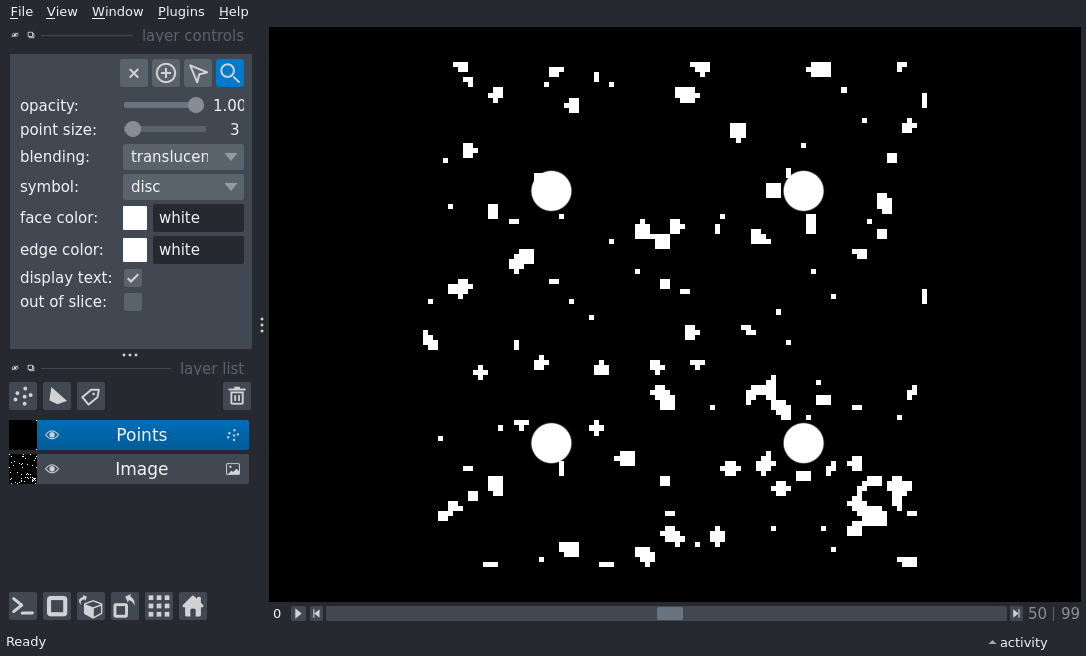 File View Window Plugins Help
layer controls
opacity: 1.00
point size: 3
blending: translucen
symbol: disc
face color: white
edge color: white
display text:
out of slice:
layer list
Points
Image
0 50 | 99
Ready activity